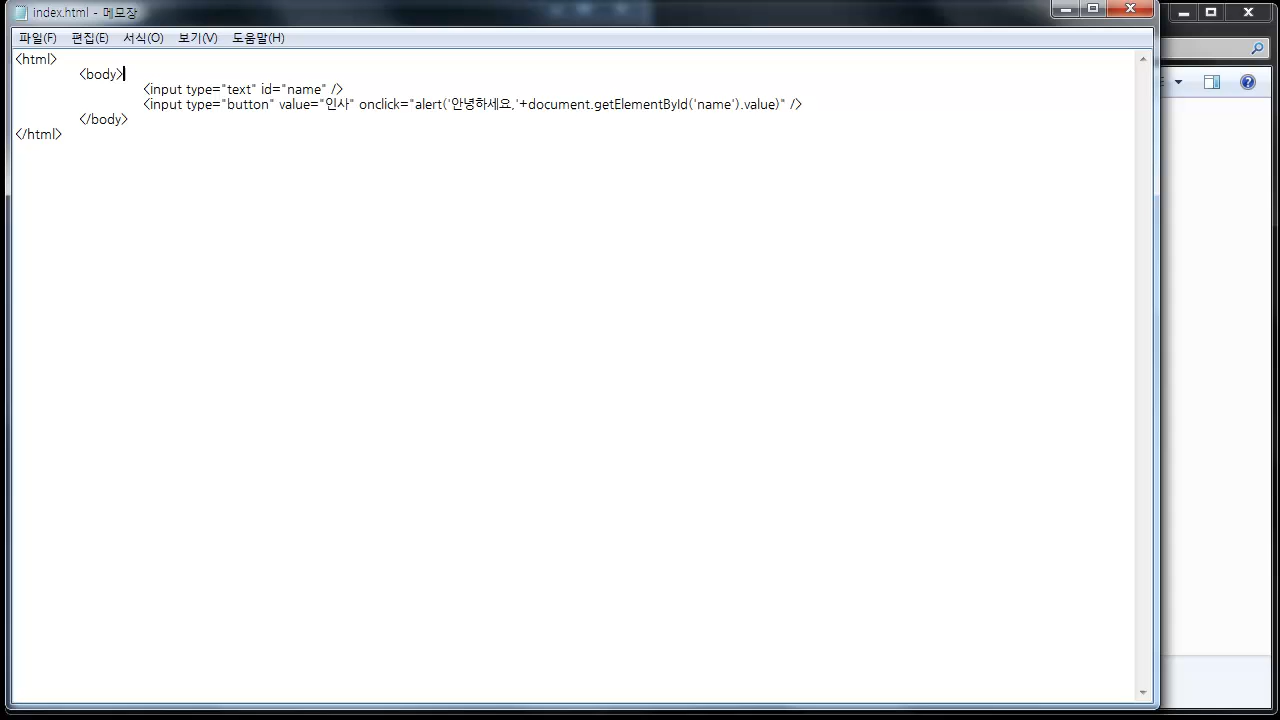 index.html - 메모장
파일(F) 편집(E) 서식(O) 보기(V) 도움말(H)
<html>
<body>
<input type="text" id="name" />
<input type="button" value="인사" onclick="alert('안녕하세요.'+document.getElementById('name').value)" />
</body>
</html>